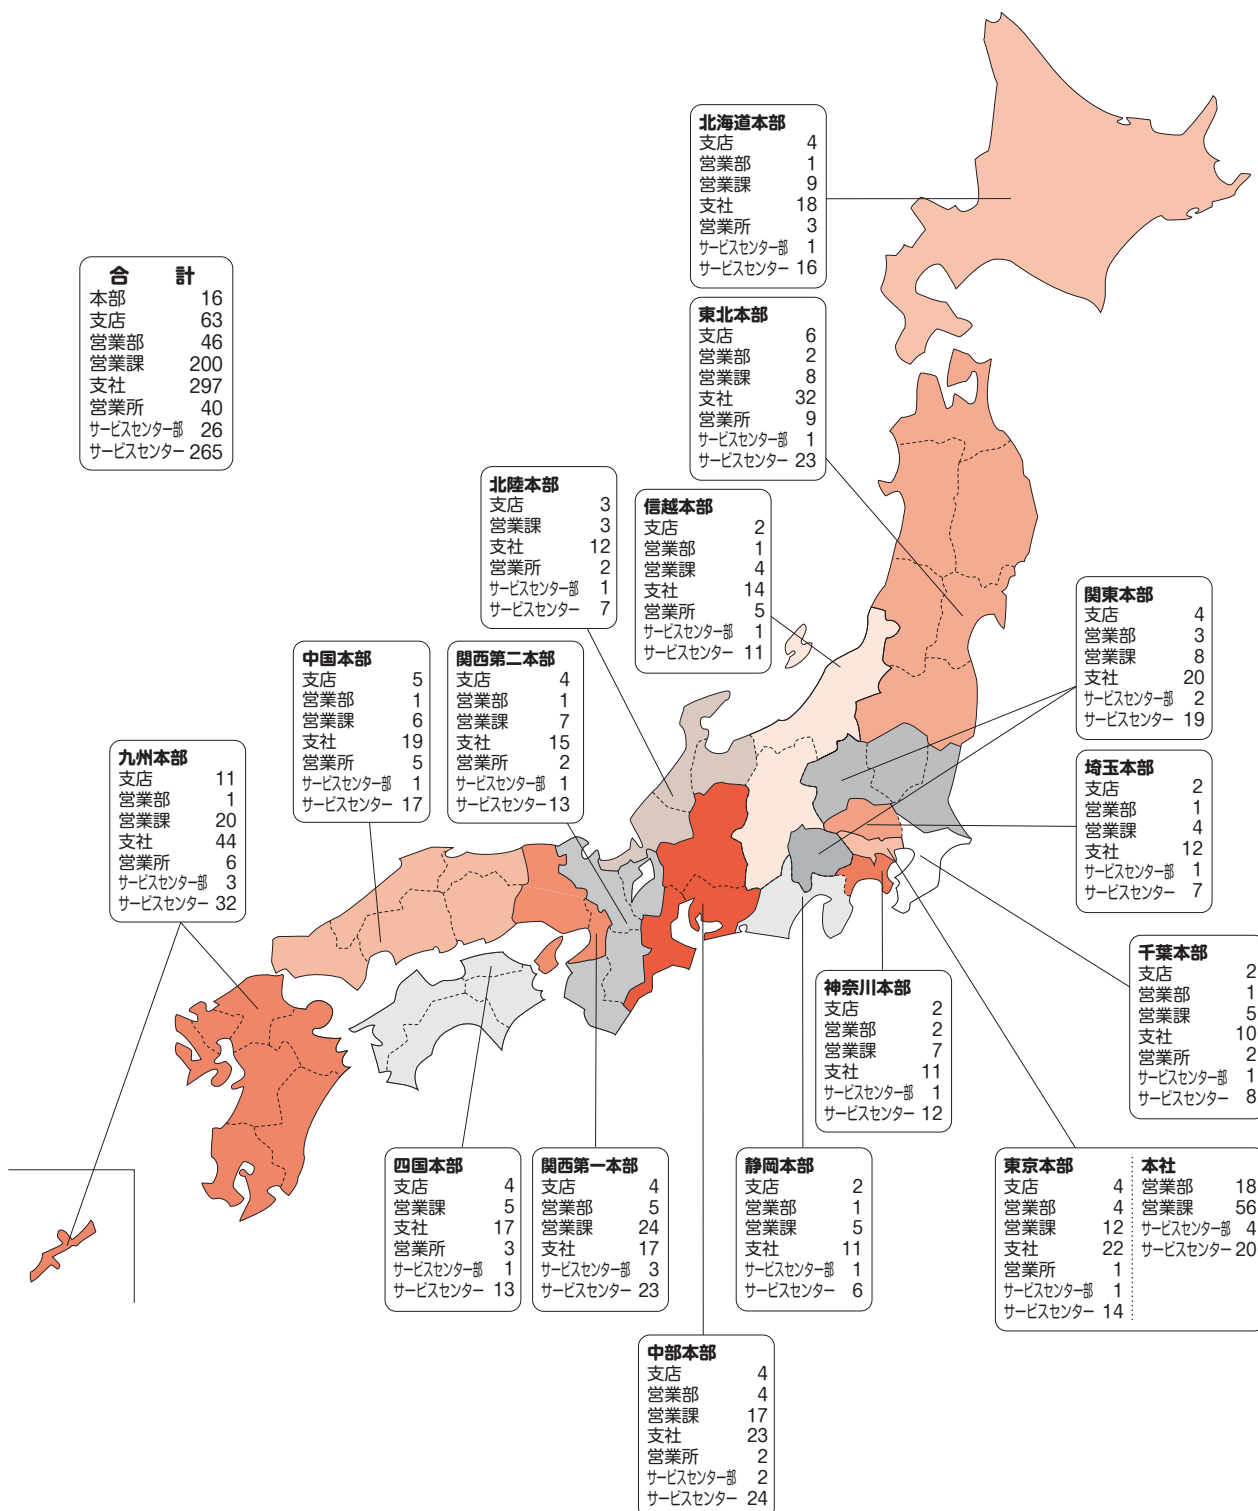 北海道本部
支店 4
営業部 1
営業課 9
支社 18
営業所 3
サービスセンター部 1
サービスセンター 16
合計
本部 16
支店 63
営業部 46
営業課 200
支社 297
営業所 40
サービスセンター部 26
サービスセンター 265
東北本部
支店 6
営業部 2
営業課 8
支社 32
営業所 9
サービスセンター部 1
サービスセンター 23
北陸本部
支店 3
営業課 3
支社 12
営業所 2
サービスセンター部 1
サービスセンター 7
信越本部
支店 2
営業部 1
営業課 4
支社 14
営業所 5
サービスセンター部 1
サービスセンター 11
関東本部
支店 4
営業部 3
営業課 8
支社 20
サービスセンター部 2
サービスセンター 19
中国本部
支店 5
営業部 1
営業課 6
支社 19
営業所 5
サービスセンター部 1
サービスセンター 17
関西第二本部
支店 4
営業部 1
営業課 7
支社 15
営業所 2
サービスセンター部 1
サービスセンター 13
九州本部
支店 11
営業部 1
営業課 20
支社 44
営業所 6
サービスセンター部 3
サービスセンター 32
埼玉本部
支店 2
営業部 1
営業課 4
支社 12
サービスセンター部 1
サービスセンター 7
千葉本部
支店 2
営業部 1
営業課 5
支社 10
営業所 2
サービスセンター部 1
サービスセンター 8
神奈川本部
支店 2
営業部 2
営業課 7
支社 11
サービスセンター部 1
サービスセンター 12
四国本部
支店 4
営業課 5
支社 17
営業所 3
サービスセンター部 1
サービスセンター 13
関西第一本部
支店 4
営業部 5
営業課 24
支社 17
サービスセンター部 3
サービスセンター 23
静岡本部
支店 2
営業部 1
営業課 5
支社 11
サービスセンター部 1
サービスセンター 6
東京本部
支店 4
営業部 4
営業課 12
支社 22
営業所 1
サービスセンター部 1
サービスセンター 14
本社
営業部 18
営業課 56
サービスセンター部 4
サービスセンター 20
中部本部
支店 4
営業部 4
営業課 17
支社 23
営業所 2
サービスセンター部 2
サービスセンター 24